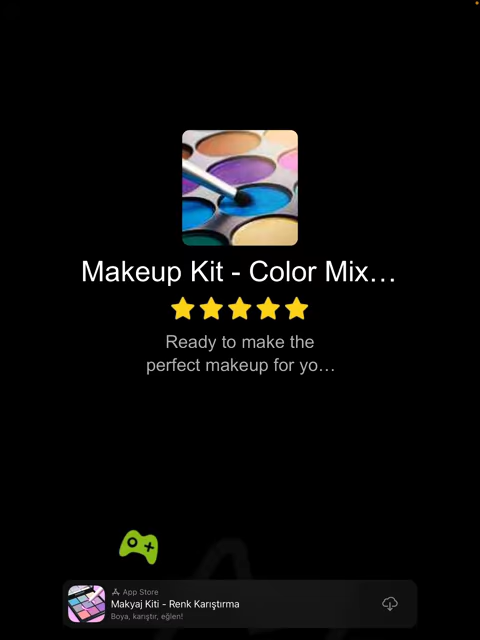 Makeup Kit - Color Mix…
Ready to make the
perfect makeup for yo…
App Store
Makyaj Kiti - Renk Karıştırma
Boya, karıştır, eğlen!